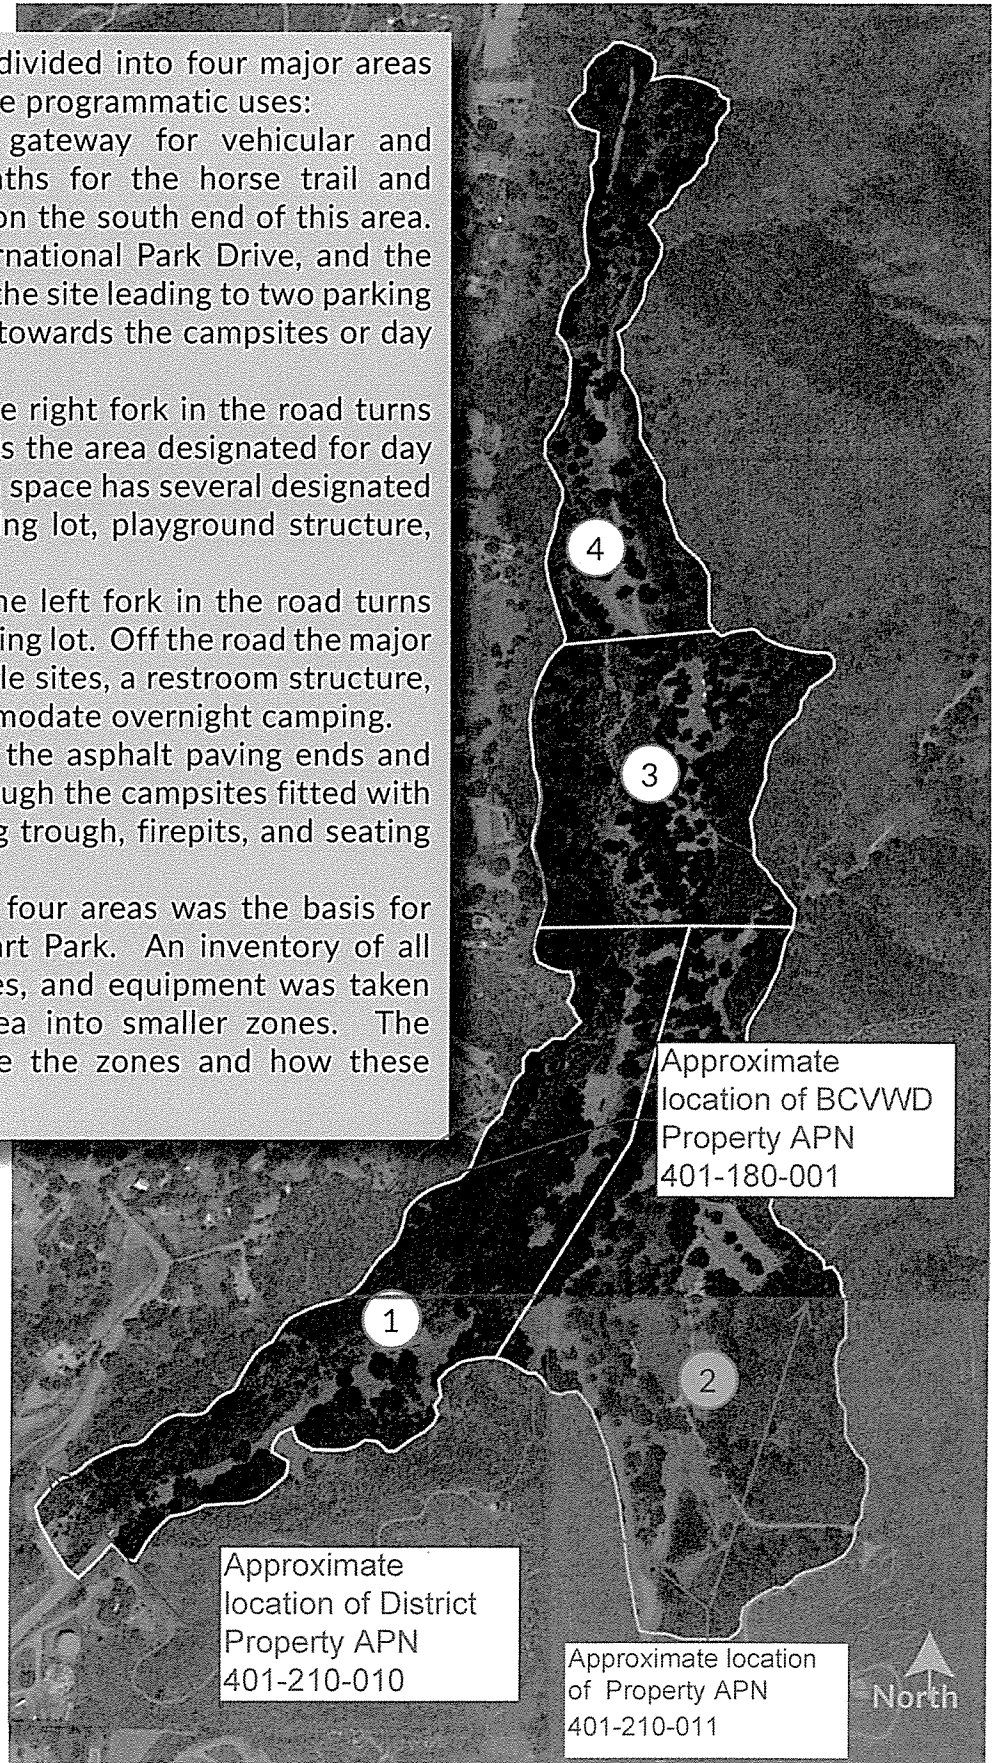 divided into four major areas
e programmatic uses:
gateway for vehicular and
aths for the horse trail and
on the south end of this area.
rnational Park Drive, and the
the site leading to two parking
towards the campsites or day
e right fork in the road turns
s the area designated for day
space has several designated
ng lot, playground structure,
ne left fork in the road turns
ing lot. Off the road the major
le sites, a restroom structure,
modate overnight camping.
the asphalt paving ends and
ugh the campsites fitted with
g trough, firepits, and seating
four areas was the basis for
art Park. An inventory of all
es, and equipment was taken
ea into smaller zones. The
e the zones and how these
4
3
Approximate
location of BCVWD
Property APN
401-180-001
1
2
Approximate
location of District
Property APN
401-210-010
Approximate location
of Property APN
401-210-011
North